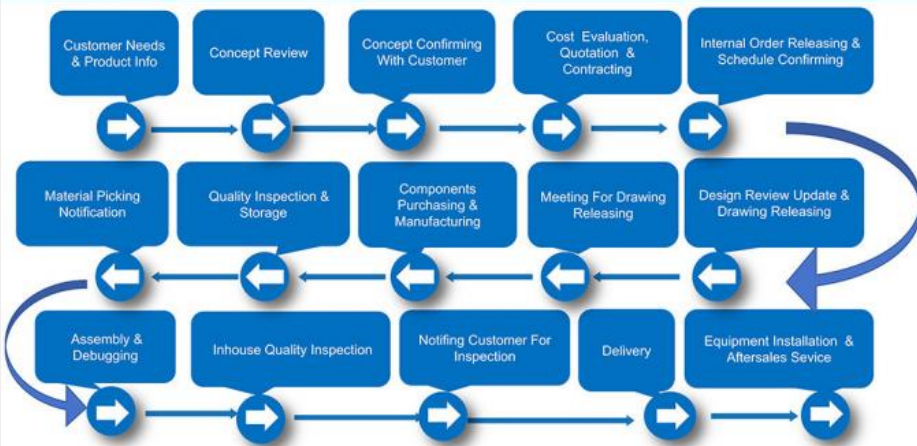 Customer Needs
& Product Info
Concept Review
Concept Confirming
With Customer
Cost Evaluation,
Quotation &
Contracting
Internal Order Releasing &
Schedule Confirming
Material Picking
Notification
Quality Inspection &
Storage
Components
Purchasing &
Manufacturing
Meeting For Drawing
Releasing
Design Review Update &
Drawing Releasing
Assembly &
Debugging
Inhouse Quality Inspection
Notifing Customer For
Inspection
Delivery
Equipment Installation &
Aftersales Sevice